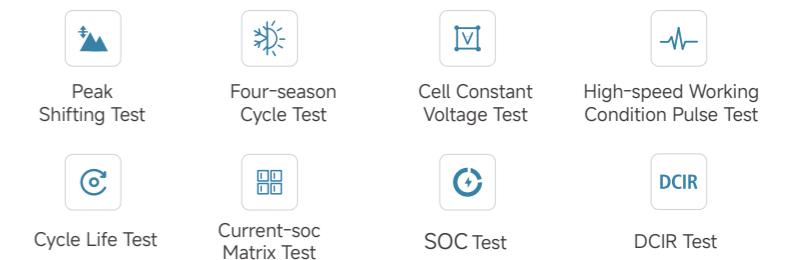 Peak
Shifting Test
Four-season
Cycle Test
V
Cell Constant
Voltage Test
High-speed Working
Condition Pulse Test
Cycle Life Test
Current-soc
Matrix Test
SOC Test
DCIR
DCIR Test